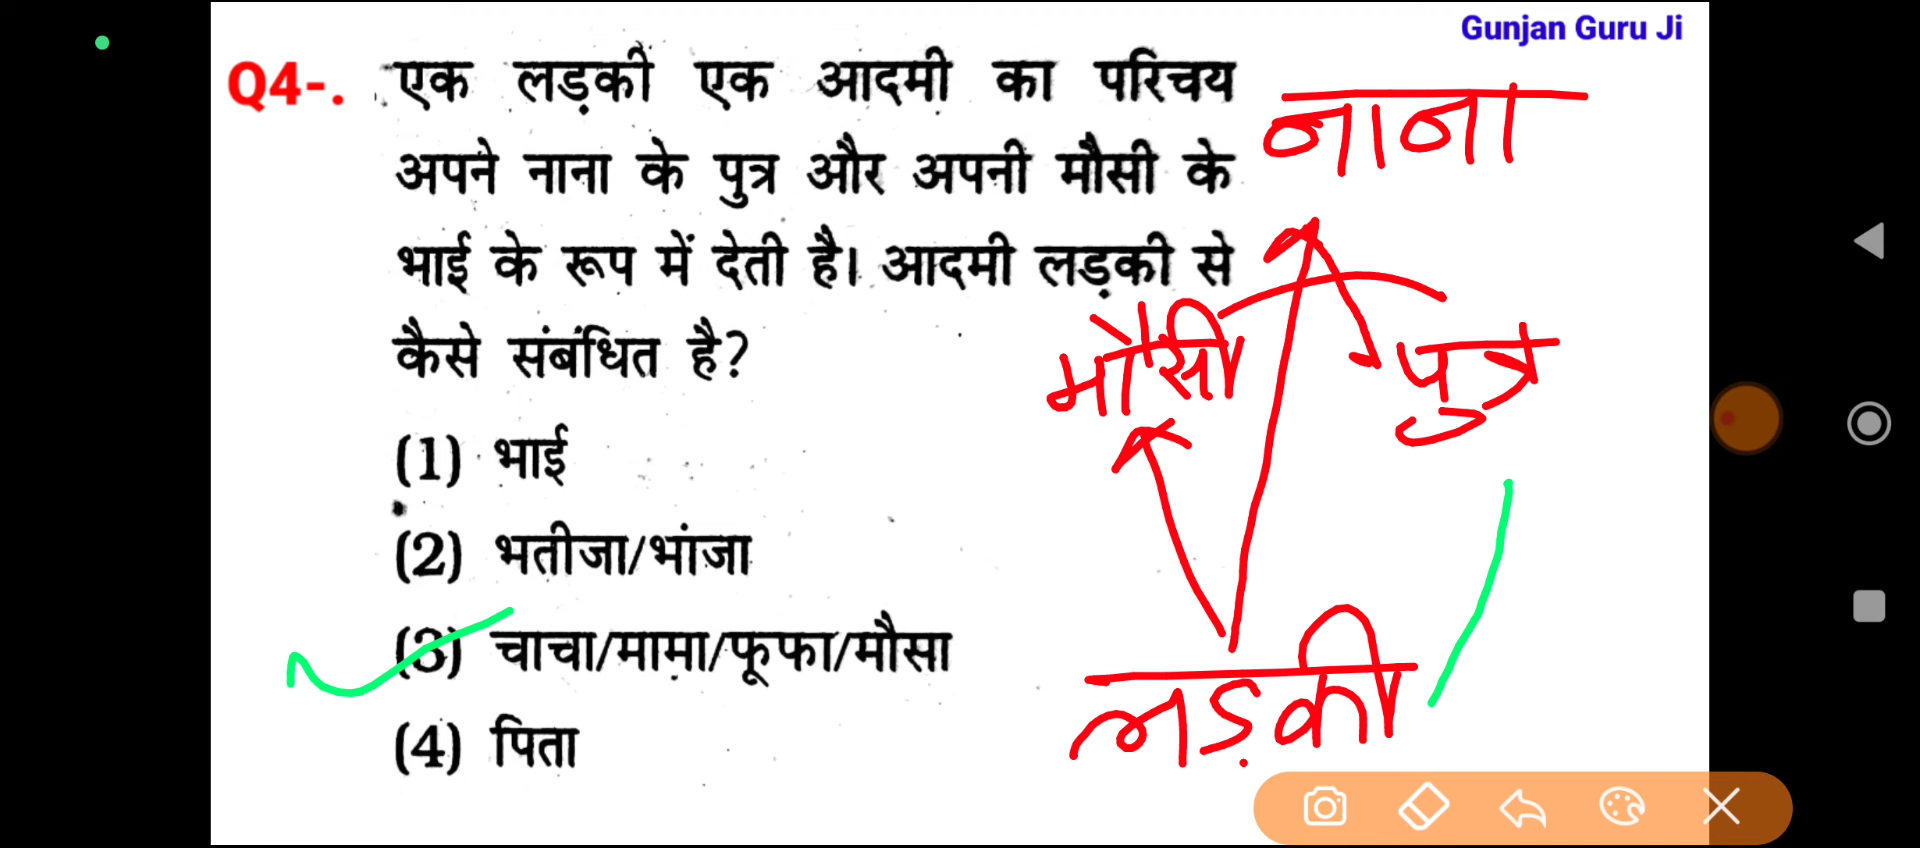 Gunjan Guru Ji
Q4-. एक लड़की एक आदमी का परिचय
अपने नाना के पुत्र और अपनी मौसी के
भाई के रूप में देती है। आदमी लड़की से
कैसे संबंधित है?
(1) भाई
(2) भतीजा/भांजा
(3) चाचा/मामा/फूफा/मौसा
(4) पिता
नाना
मौसी पुत्र
लड़की